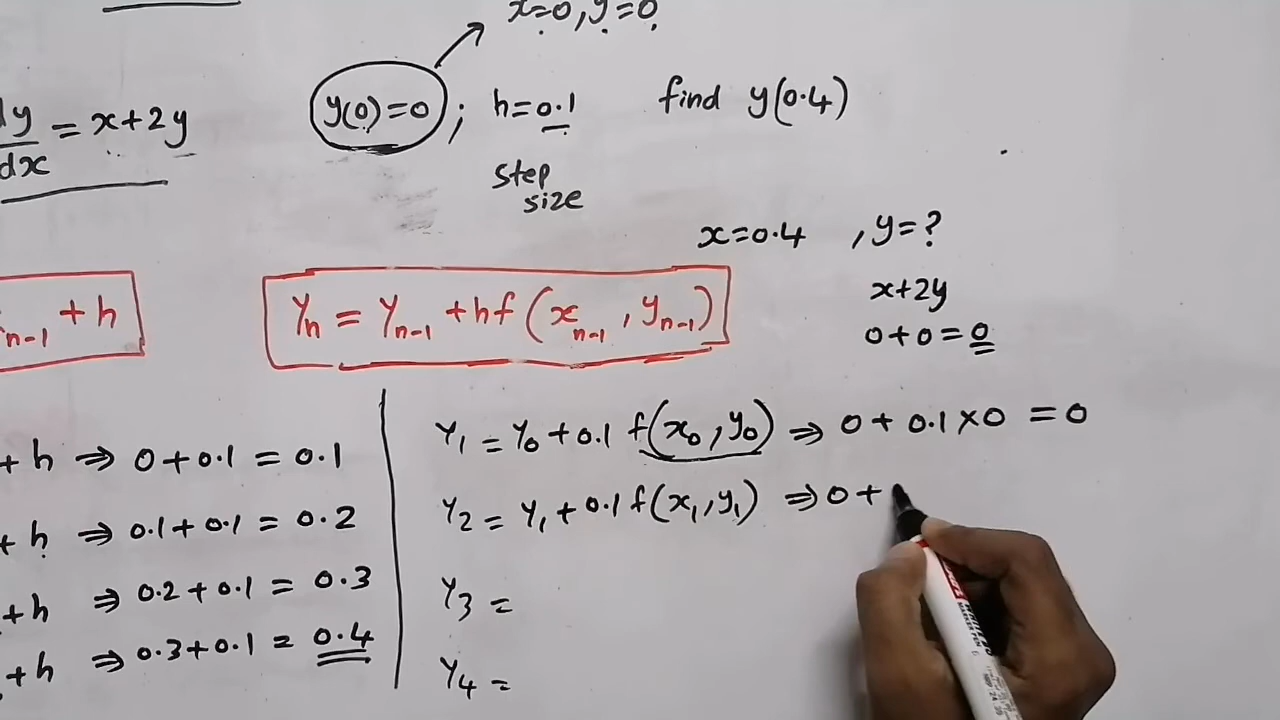 x=0, y=0
dy/dx = x+2y
y(0)=0 ; h=0.1 find y(0.4)
step
size
x=0.4 , y=?
x+2y
0+0=0
n-1 + h
Yn = Yn-1 + hf(xn-1, yn-1)
+ h ⇒ 0+0.1 = 0.1
+ h ⇒ 0.1+0.1 = 0.2
+ h ⇒ 0.2+0.1 = 0.3
+ h ⇒ 0.3+0.1 = 0.4
Y1 = Y0 + 0.1 f(x0, y0) ⇒ 0 + 0.1×0 = 0
Y2 = Y1 + 0.1 f(x1, y1) ⇒ 0 +
Y3 =
Y4 =